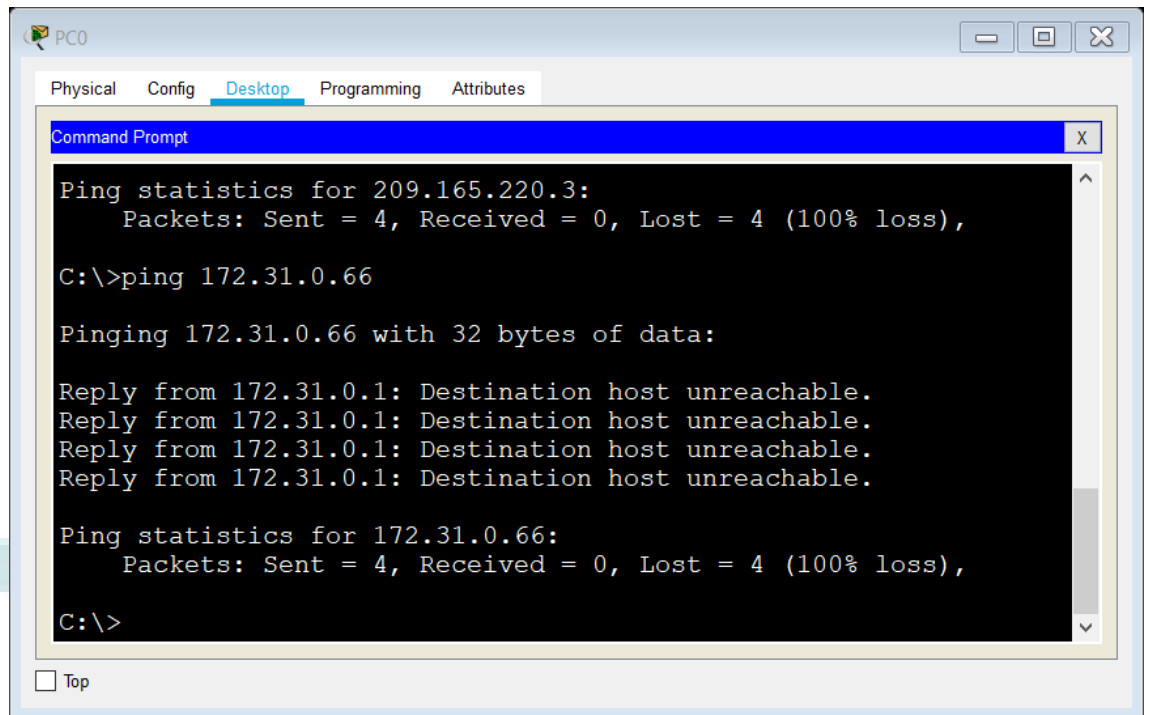 PC0
Physical Config Desktop Programming Attributes
Command Prompt
X
Ping statistics for 209.165.220.3:
Packets: Sent = 4, Received = 0, Lost = 4 (100% loss),
C:\>ping 172.31.0.66
Pinging 172.31.0.66 with 32 bytes of data:
Reply from 172.31.0.1: Destination host unreachable.
Reply from 172.31.0.1: Destination host unreachable.
Reply from 172.31.0.1: Destination host unreachable.
Reply from 172.31.0.1: Destination host unreachable.
Ping statistics for 172.31.0.66:
Packets: Sent = 4, Received = 0, Lost = 4 (100% loss),
C:\>
Top